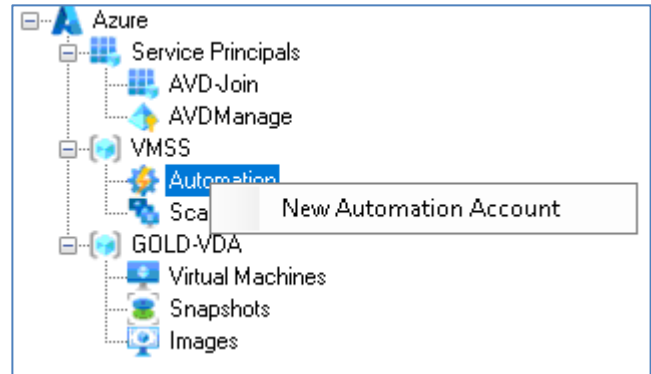 Azure
Service Principals
AVD-Join
AVDManage
VMSS
Automation
New Automation Account
GOLD-VDA
Virtual Machines
Snapshots
Images